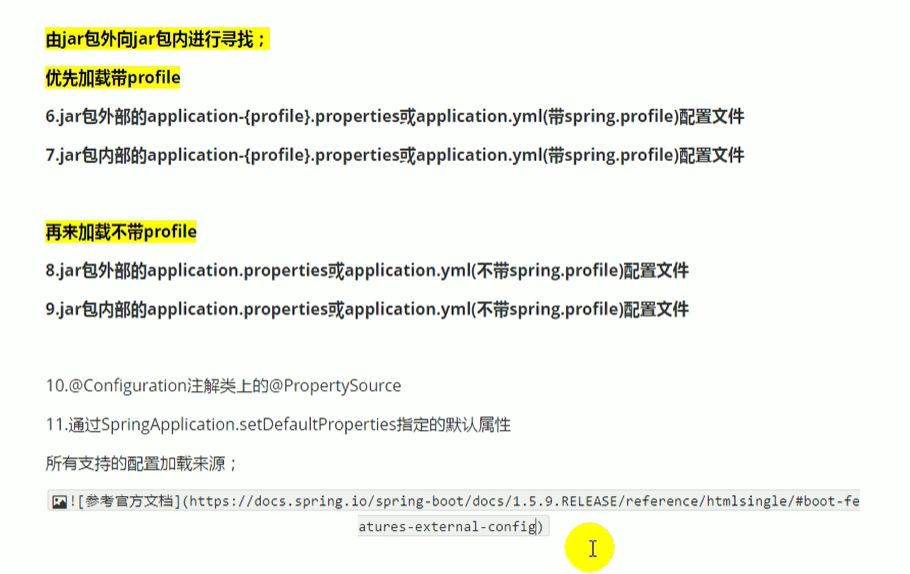 由jar包外向jar包内进行寻找；
优先加载带profile
6.jar包外部的application-{profile}.properties或application.yml(带spring.profile)配置文件
7.jar包内部的application-{profile}.properties或application.yml(带spring.profile)配置文件
再来加载不带profile
8.jar包外部的application.properties或application.yml(不带spring.profile)配置文件
9.jar包内部的application.properties或application.yml(不带spring.profile)配置文件
10.@Configuration注解类上的@PropertySource
11.通过SpringApplication.setDefaultProperties指定的默认属性
所有支持的配置加载来源；
![参考官方文档](https://docs.spring.io/spring-boot/docs/1.5.9.RELEASE/reference/htmlsingle/#boot-fe
atures-external-config)